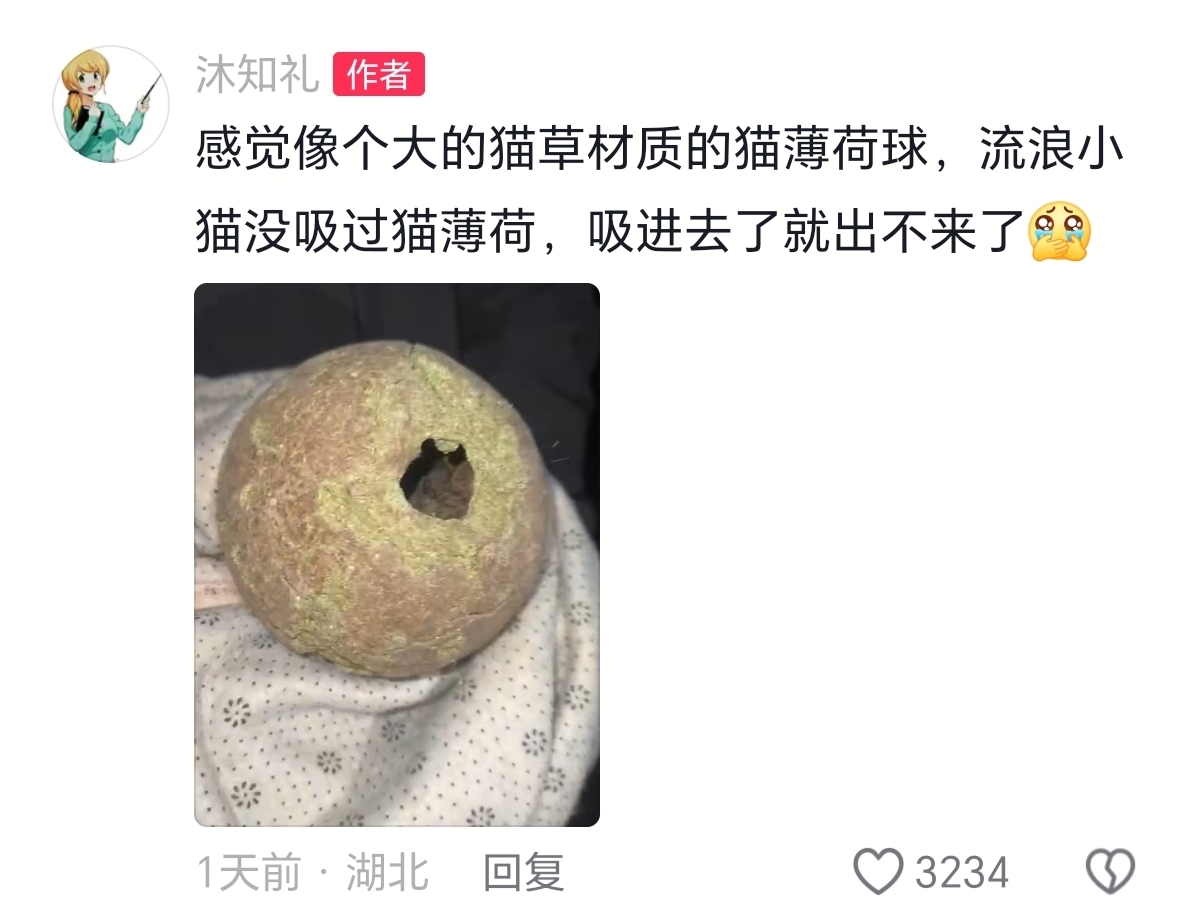 沐知礼 作者
感觉像个大的猫草材质的猫薄荷球，流浪小
猫没吸过猫薄荷，吸进去了就出不来了🥹
1天前 · 湖北 回复 3234